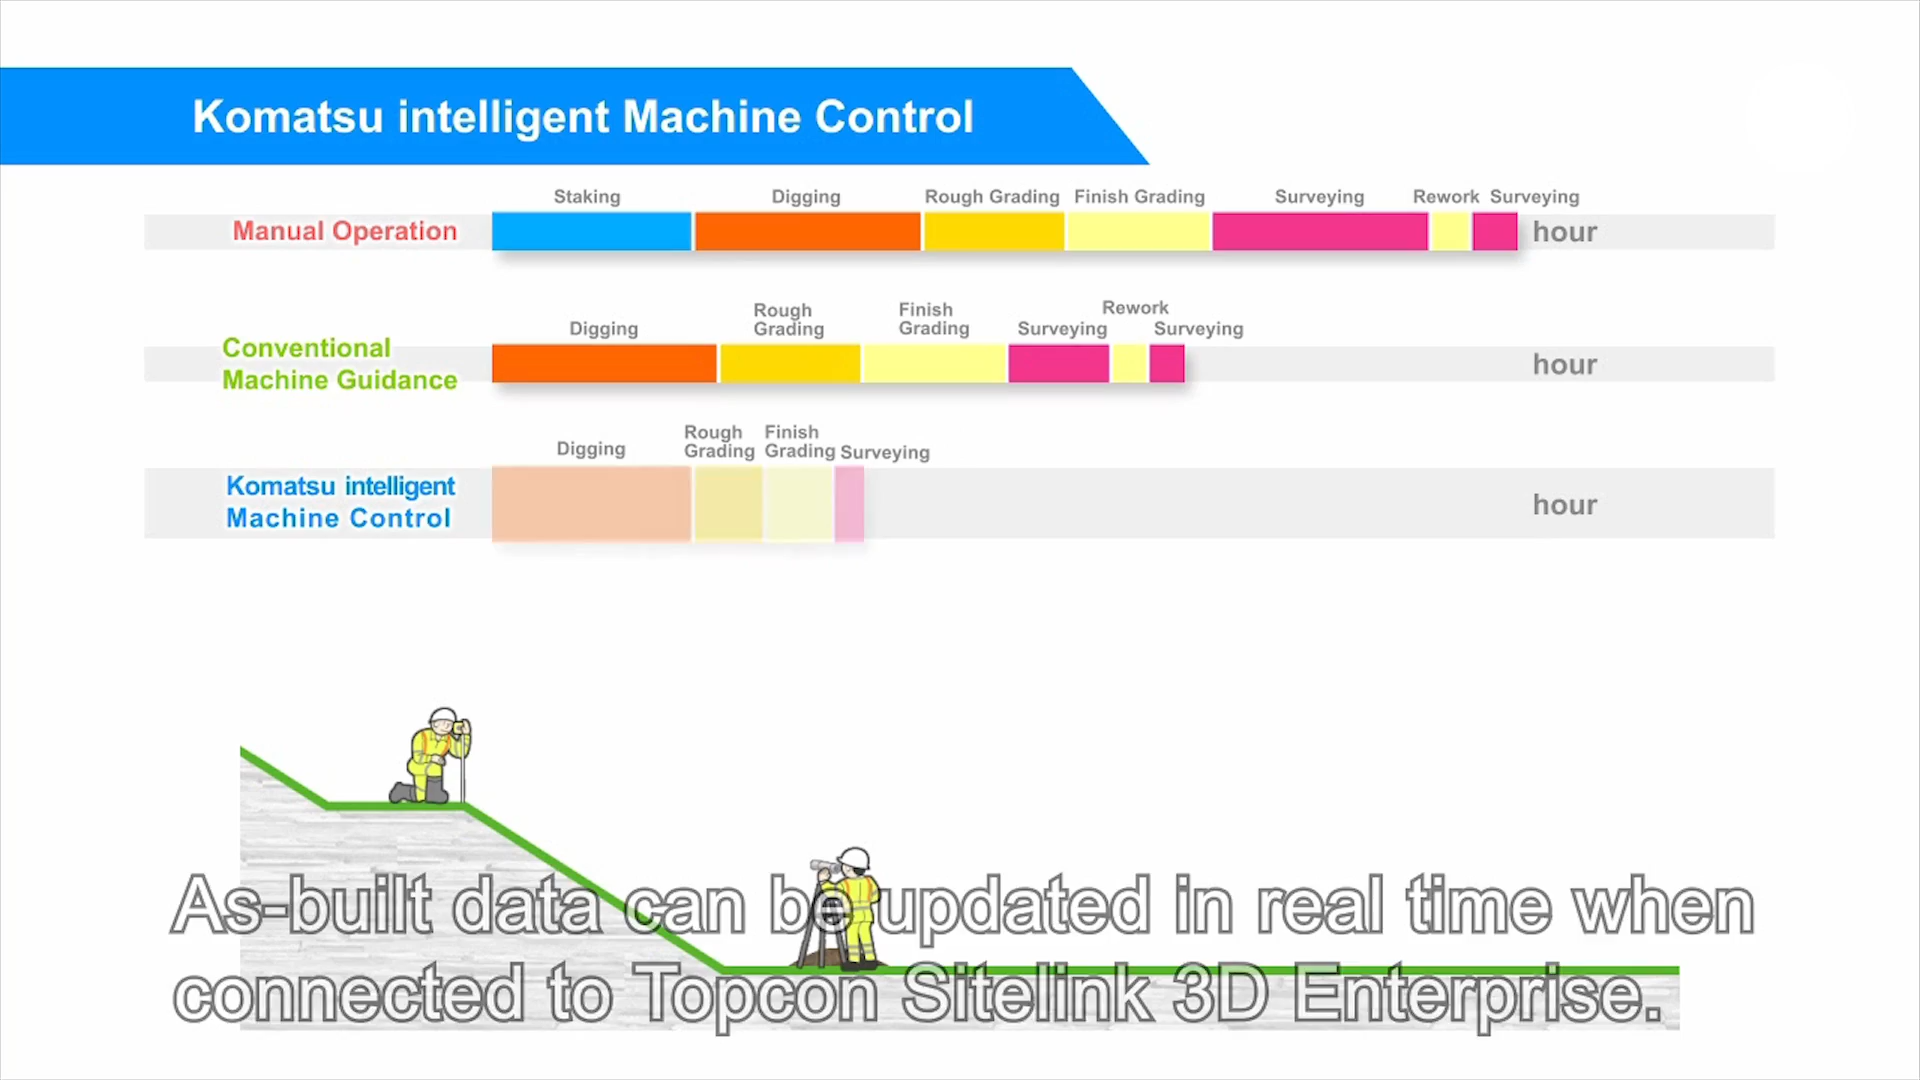 Komatsu intelligent Machine Control
Staking Digging Rough Grading Finish Grading Surveying Rework Surveying
Manual Operation hour
Digging Rough Grading Finish Grading Surveying Rework Surveying
Conventional
Machine Guidance hour
Digging Rough Grading Finish Grading Surveying
Komatsu intelligent
Machine Control hour
As-built data can be updated in real time when
connected to Topcon Sitelink 3D Enterprise.